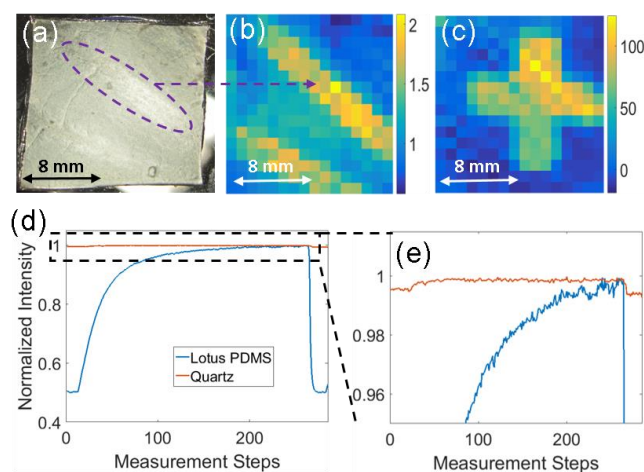 (a)
8 mm
(b)
8 mm
2
1.5
1
(c)
8 mm
100
50
0
(d)
Normalized Intensity
1
0.8
0.6
0.4
Lotus PDMS
Quartz
0
100
200
Measurement Steps
(e)
1
0.98
0.96
0
100
200
Measurement Steps